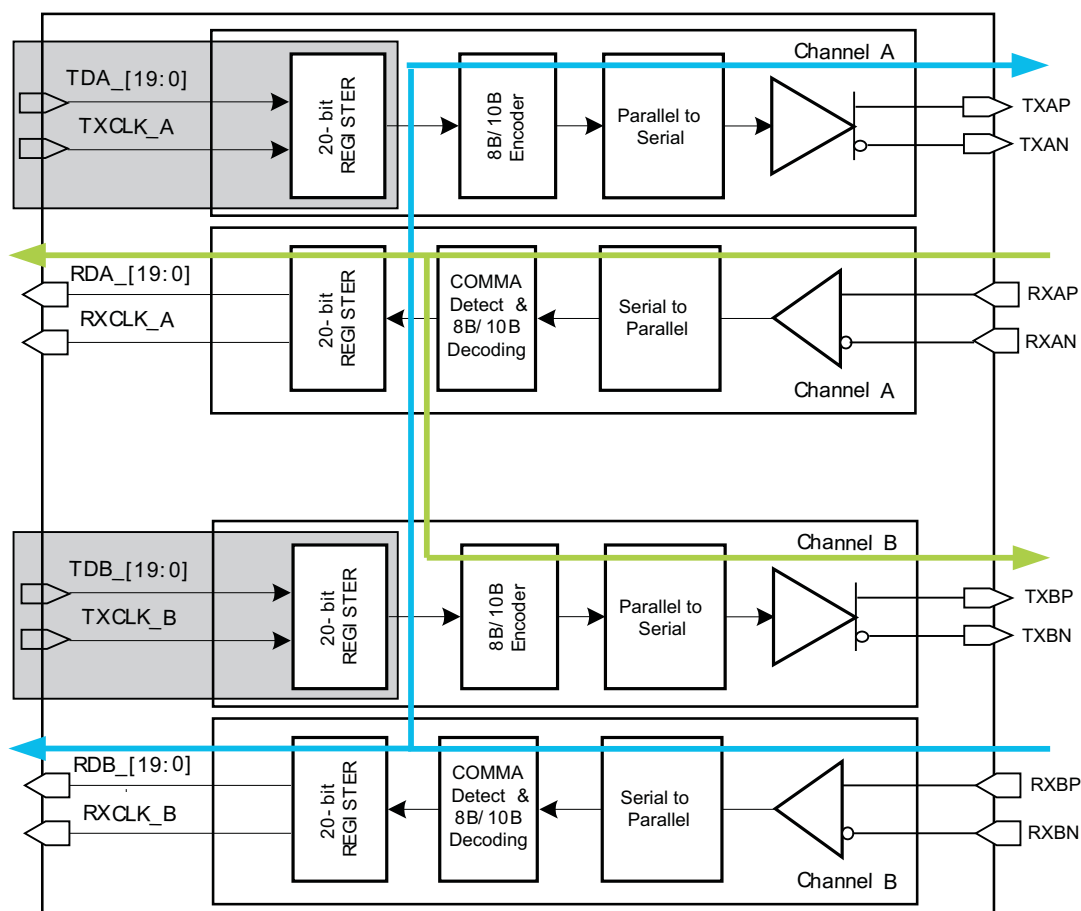 Channel A
TDA_[19:0]
TXCLK_A
20-bit
REGISTER
8B/10B
Encoder
Parallel to
Serial
TXAP
TXAN
RDA_[19:0]
RXCLK_A
20-bit
REGISTER
COMMA
Detect &
8B/10B
Decoding
Serial to
Parallel
RXAP
RXAN
Channel A
Channel B
TDB_[19:0]
TXCLK_B
20-bit
REGISTER
8B/10B
Encoder
Parallel to
Serial
TXBP
TXBN
RDB_[19:0]
RXCLK_B
20-bit
REGISTER
COMMA
Detect &
8B/10B
Decoding
Serial to
Parallel
RXBP
RXBN
Channel B